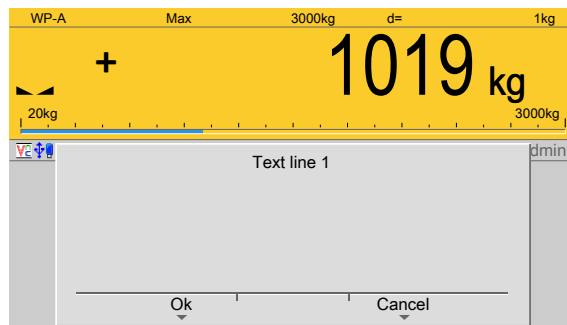 WP-A Max 3000kg d= 1kg
+ 1019 kg
20kg 3000kg
dmin
Text line 1
Ok Cancel